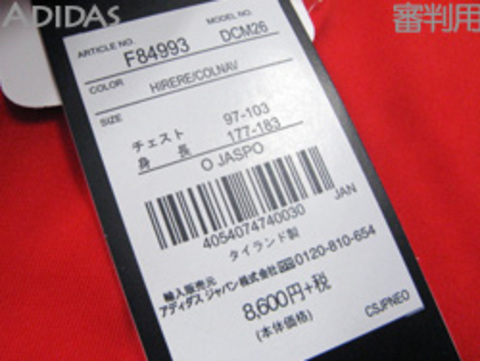 ADIDAS
審判用
ARTICLE NO.
MODEL NO.
F84993
DCM26
COLOR
HIRERE/COLNAV
SIZE
チェスト 97-103
身長 177-183
O JASPO
JAN
4054074740030
タイランド製
輸入販売元
アディダス ジャパン株式会社 0120-810-654
8,600円+税
(本体価格)
CSJPNEO